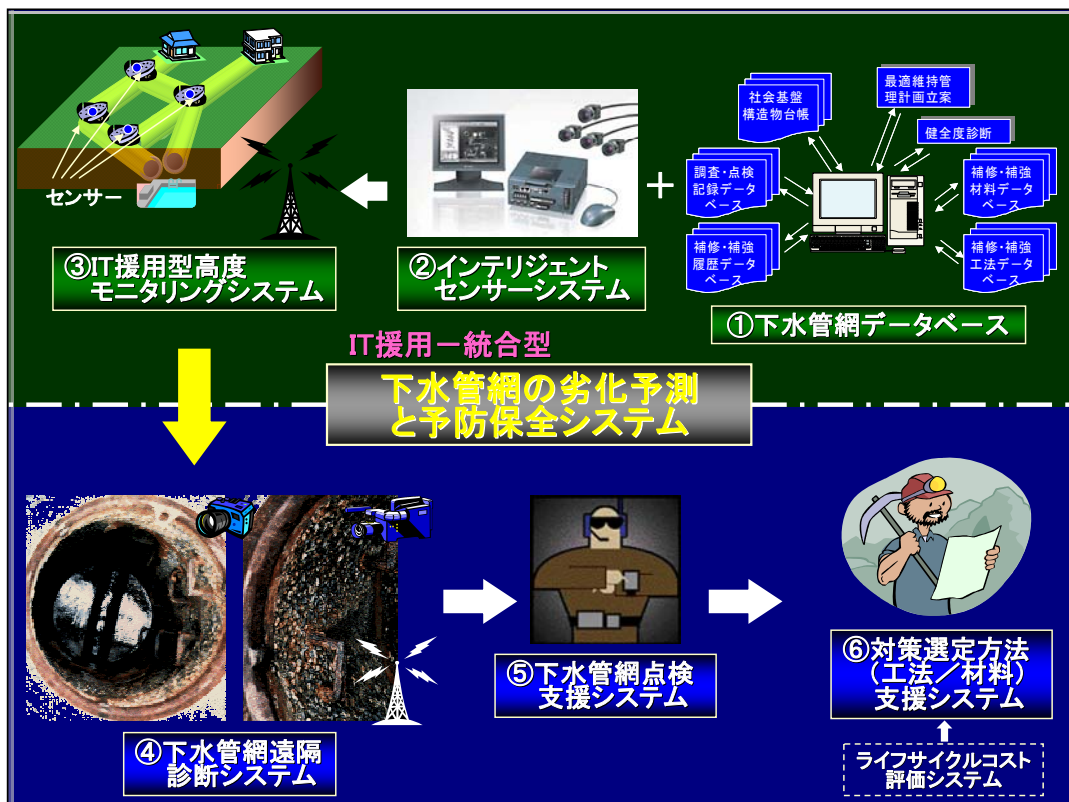 センサー
③IT援用型高度
モニタリングシステム
②インテリジェント
センサーシステム
＋
社会基盤
構造物台帳
最適維持管
理計画立案
健全度診断
調査・点検
記録データ
ベース
補修・補強
材料データ
ベース
補修・補強
履歴データ
ベース
補修・補強
工法データ
ベース
①下水管網データベース
IT援用－統合型
下水管網の劣化予測
と予防保全システム
④下水管網遠隔
診断システム
⑤下水管網点検
支援システム
⑥対策選定方法
（工法／材料）
支援システム
ライフサイクルコスト
評価システム